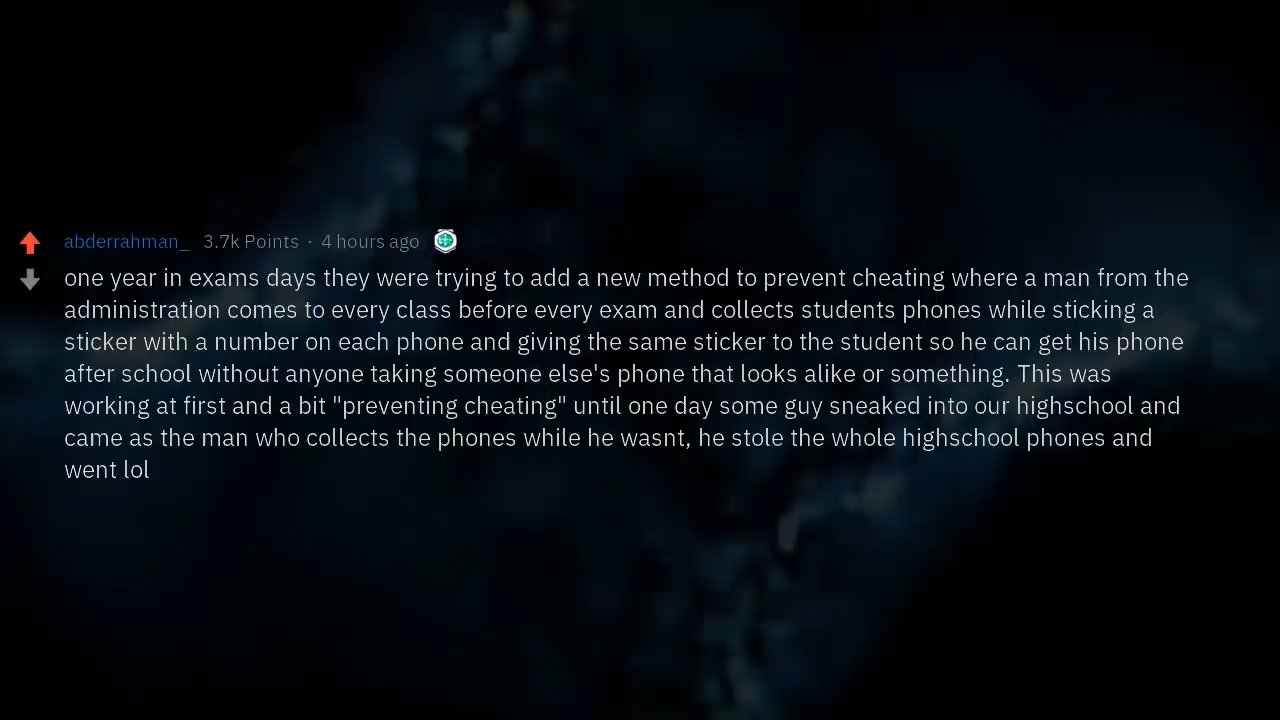 abderrahman_ 3.7k Points · 4 hours ago
one year in exams days they were trying to add a new method to prevent cheating where a man from the
administration comes to every class before every exam and collects students phones while sticking a
sticker with a number on each phone and giving the same sticker to the student so he can get his phone
after school without anyone taking someone else's phone that looks alike or something. This was
working at first and a bit "preventing cheating" until one day some guy sneaked into our highschool and
came as the man who collects the phones while he wasnt, he stole the whole highschool phones and
went lol